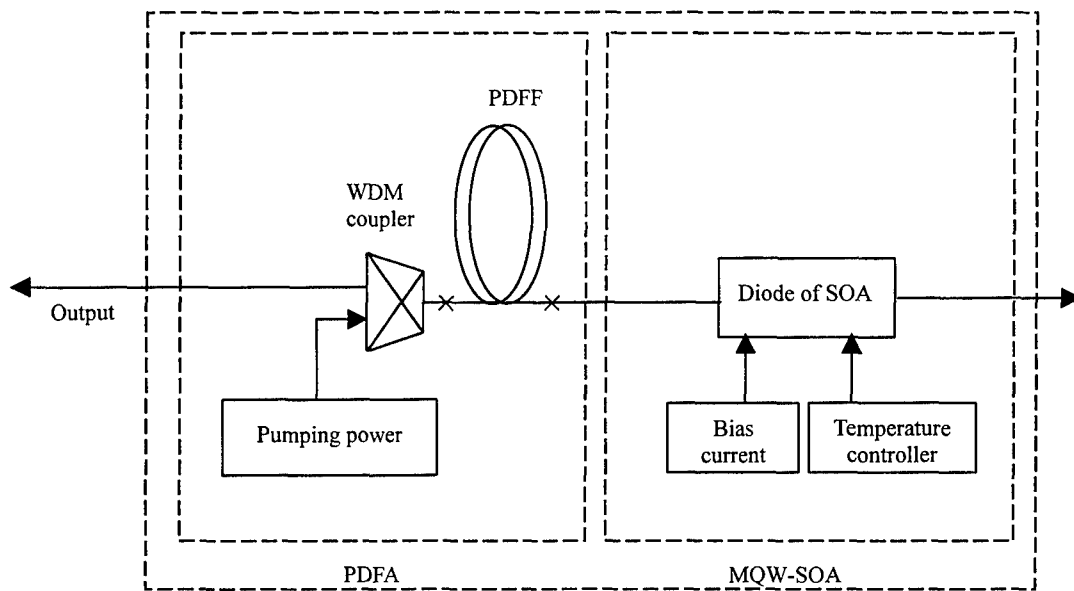 PDFF
WDM
coupler
Output
Diode of SOA
Pumping power
Bias
current
Temperature
controller
PDFA
MQW-SOA